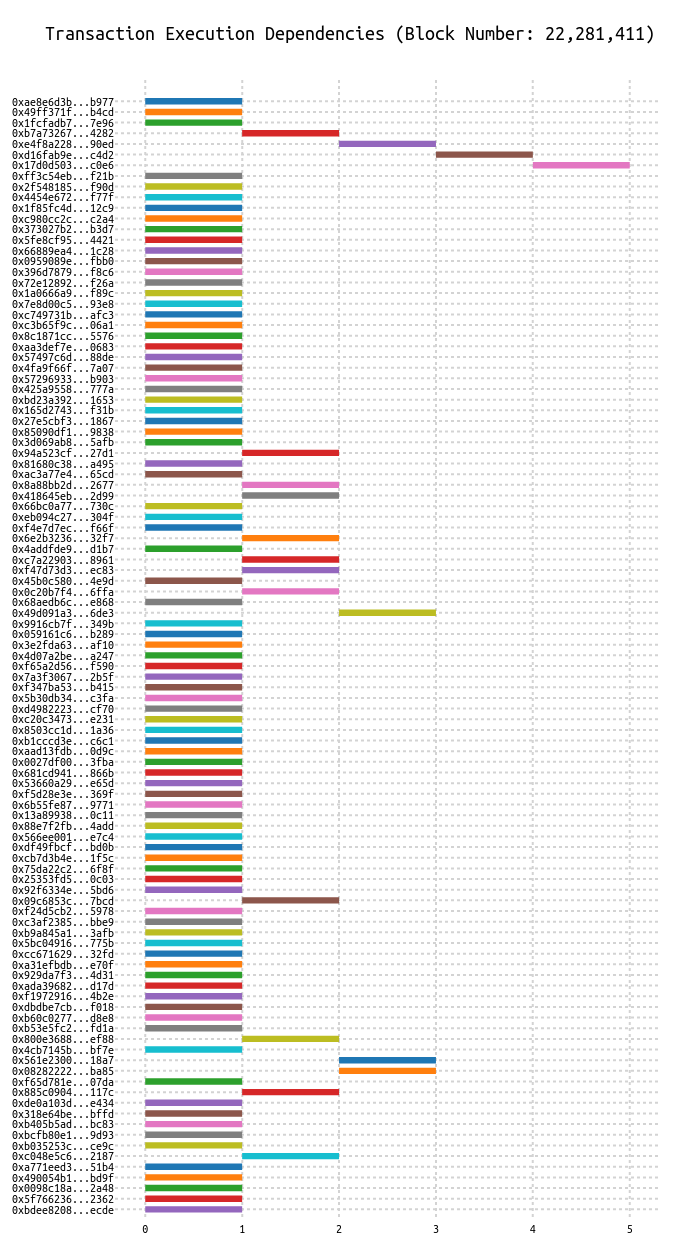 Transaction Execution Dependencies (Block Number: 22,281,411)
0xae8e6d3b...b977
0x49ff371f...b4cd
0x1fcfadb7...7e96
0xb7a73267...4282
0xe4f8a228...90ed
0xd16fab9e...c4d2
0x17d0d503...c0e6
0xff3c54eb...f21b
0x2f548185...f90d
0x4454e672...f77f
0x1f85fc4d...12c9
0xc980cc2c...c2a4
0x373027b2...b3d7
0x5fe8cf95...4421
0x66889ea4...1c28
0x0959089e...fbb0
0x396d7879...f8c6
0x72e12892...f26a
0x1a0666a9...f89c
0x7e8d00c5...93e8
0xc749731b...afc3
0xc3b65f9c...06a1
0x8c1871cc...5576
0xaa3def7e...0683
0x57497c6d...88de
0x4fa9f66f...7a07
0x57296933...b903
0x425a9558...777a
0xbd23a392...1653
0x165d2743...f31b
0x27e5cbf3...1867
0x85090df1...9838
0x3d069ab8...5afb
0x94a523cf...27d1
0x81680c38...a495
0xac3a77e4...65cd
0x8a88bb2d...2677
0x418645eb...2d99
0x66bc0a77...730c
0xeb094c27...304f
0xf4e7d7ec...f66f
0x6e2b3236...32f7
0x4addfde9...d1b7
0xc7a22903...8961
0xf47d73d3...ec83
0x45b0c580...4e9d
0x0c20b7f4...6ffa
0x68aedb6c...e868
0x49d091a3...6de3
0x9916cb7f...349b
0x059161c6...b289
0x3e2fda63...af10
0x4d07a2be...a247
0xf65a2d56...f590
0x7a3f3067...2b5f
0xf347ba53...b415
0x5b30db34...c3fa
0xd4982223...cf70
0xc20c3473...e231
0x8503cc1d...1a36
0xb1cccd3e...c6c1
0xaad13fdb...0d9c
0x0027df00...3fba
0x681cd941...866b
0x53660a29...e65d
0xf5d28e3e...369f
0x6b55fe87...9771
0x13a89938...0c11
0x88e7f2fb...4add
0x566ee001...e7c4
0xdf49fbcf...bd0b
0xcb7d3b4e...1f5c
0x75da22c2...6f8f
0x25353fd5...0c03
0x92f6334e...5bd6
0x09c6853c...7bcd
0xf24d5cb2...5978
0xc3af2385...bbe9
0xb9a845a1...3afb
0x5bc04916...775b
0xcc671629...32fd
0xa31efbdb...e70f
0x929da7f3...4d31
0xada39682...d17d
0xf1972916...4b2e
0xdbdbe7cb...f018
0xb60c0277...d8e8
0xb53e5fc2...fd1a
0x800e3688...ef88
0x4cb7145b...bf7e
0x561e2300...18a7
0x08282222...ba85
0xf65d781e...07da
0x885c0904...117c
0xde0a103d...e434
0x318e64be...bffd
0xb405b5ad...bc83
0xbcfb80e1...9d93
0xb035253c...ce9c
0xc048e5c6...2187
0xa771eed3...51b4
0x490054b1...bd9f
0x0098c18a...2a48
0x5f766236...2362
0xbdee8208...ecde
0 1 2 3 4 5